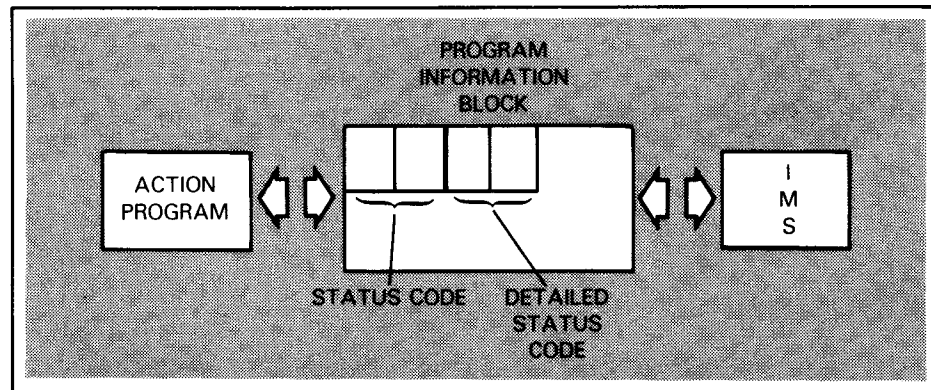 PROGRAM
INFORMATION
BLOCK
ACTION
PROGRAM
I
M
S
STATUS CODE
DETAILED
STATUS
CODE